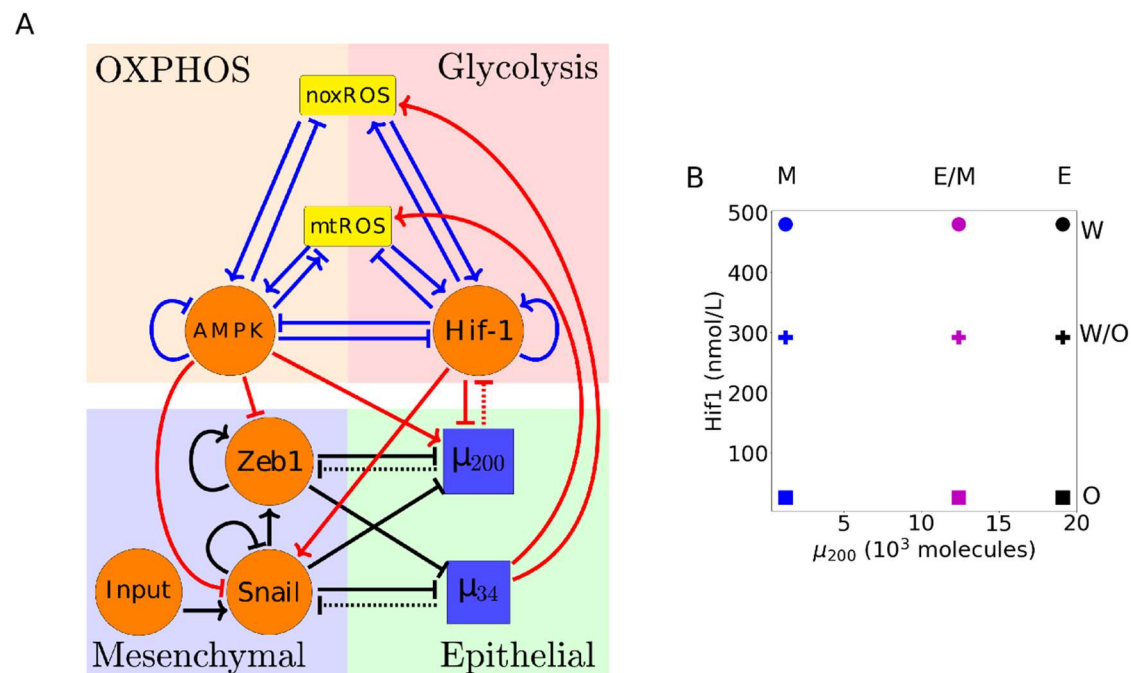 A
OXPHOS
Glycolysis
noxROS
mtROS
AMPK
Hif-1
Zeb1
μ200
Input
Snail
μ34
Mesenchymal
Epithelial
B
M E/M E
500
400
300
200
100
Hif1 (nmol/L)
W
W/O
O
5 10 15 20
μ200 (10³ molecules)